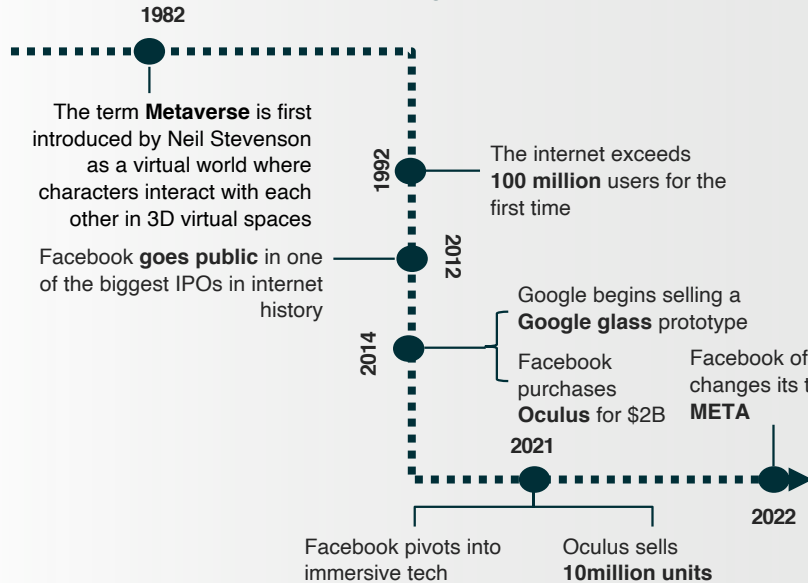 1982
The term Metaverse is first
introduced by Neil Stevenson
as a virtual world where
characters interact with each
other in 3D virtual spaces
1992
The internet exceeds
100 million users for the
first time
2012
Facebook goes public in one
of the biggest IPOs in internet
history
2014
Google begins selling a
Google glass prototype
Facebook
purchases
Oculus for $2B
2021
Facebook pivots into
immersive tech
Oculus sells
10million units
Facebook
changes its
META
2022